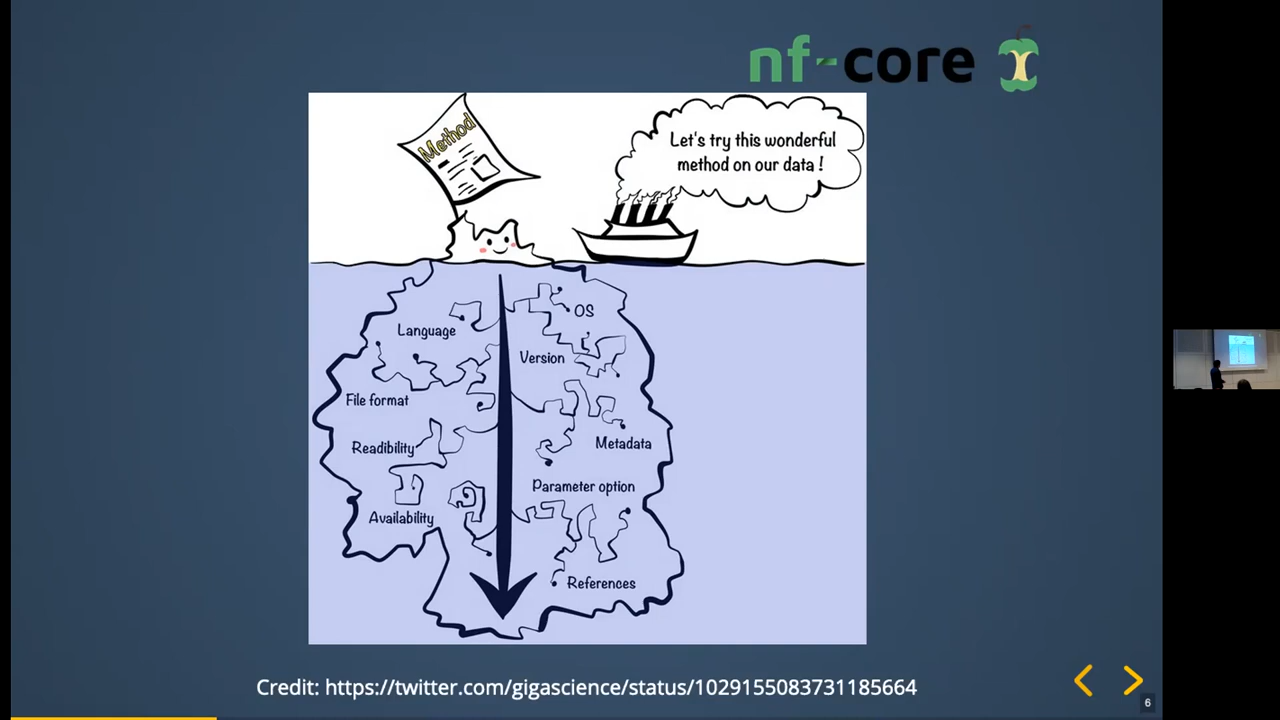 nf-core
Method
Let's try this wonderful
method on our data !
OS
Language
Version
File format
Metadata
Readibility
Parameter option
Availability
References
Credit: https://twitter.com/gigascience/status/1029155083731185664
6